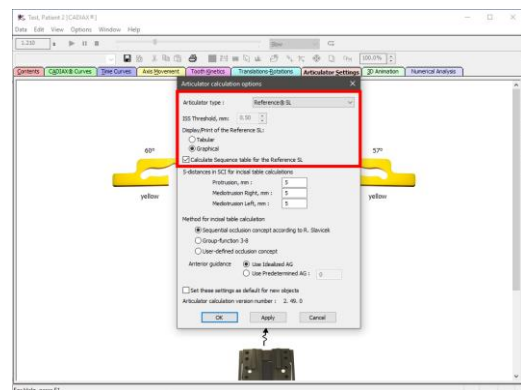 Test, Patient 2 [CADIAX®]
Data Edit View Options Window Help
1.210 s
Slow
100.0%
Contents CADIAX® Curves Time Curves Axis Movement Tooth Kinetics Translations-Rotations Articulator Settings 3D Animation Numerical Analysis
Articulator calculation options
Articulator type : Reference® SL
ISS Threshold, mm: 0.50
Display/Print of the Reference SL:
Tabular
Graphical
Calculate Sequence table for the Reference SL
60°
57°
yellow
yellow
S-distances in SCI for incisal table calculations
Protrusion, mm : 5
Mediotrusion Right, mm : 5
Mediotrusion Left, mm : 5
Method for incisal table calculation
Sequential occlusion concept according to R. Slavicek
Group-function 3-8
User-defined occlusion concept
Anterior guidance
Use Idealized AG
Use Predetermined AG : 0
Set these settings as default for new objects
Articulator calculation version number : 2. 49. 0
OK Apply Cancel